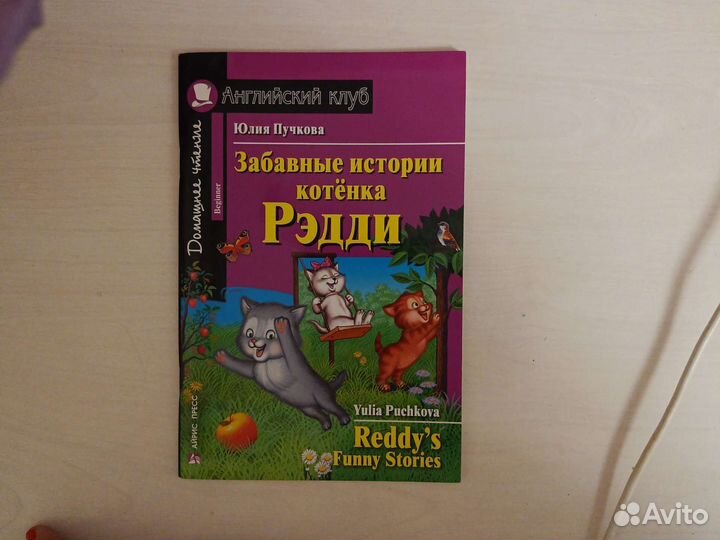 Английский клуб
Юлия Пучкова
Забавные истории
котёнка
Рэдди
Домашнее чтение
Beginner
АЙРИС ПРЕСС
Yulia Puchkova
Reddy's
Funny Stories
Avito